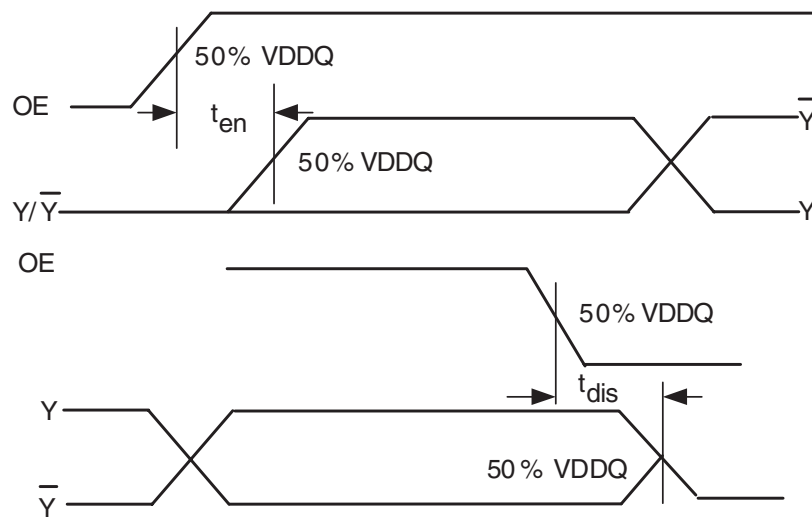 50% VDDQ
OE
t_en
Y̅
50% VDDQ
Y/Y̅
Y
OE
50% VDDQ
t_dis
Y
50% VDDQ
Y̅